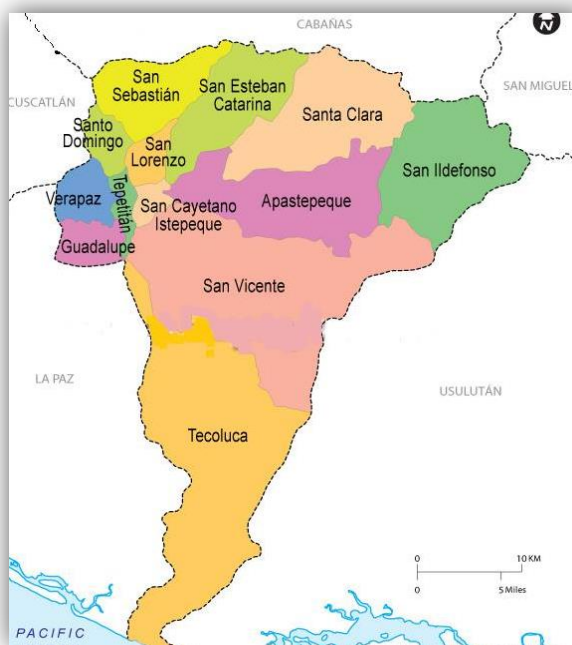 CABAÑAS
N
SAN MIGUEL
CUSCATLÁN
San
Sebastián
San Esteban
Catarina
Santa Clara
Santo
Domingo
San
Lorenzo
San Ildefonso
Verapaz
Tepetitán
San Cayetano
Istepeque
Apastepeque
Guadalupe
San Vicente
LA PAZ
USULUTÁN
Tecoluca
0 10 KM
0 5 Miles
PACIFIC